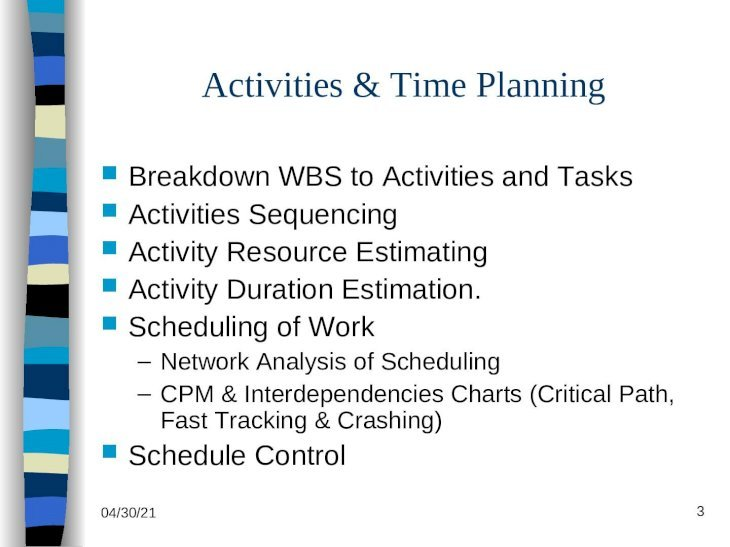 Activities & Time Planning
Breakdown WBS to Activities and Tasks
Activities Sequencing
Activity Resource Estimating
Activity Duration Estimation.
Scheduling of Work
– Network Analysis of Scheduling
– CPM & Interdependencies Charts (Critical Path,
Fast Tracking & Crashing)
Schedule Control
04/30/21
3